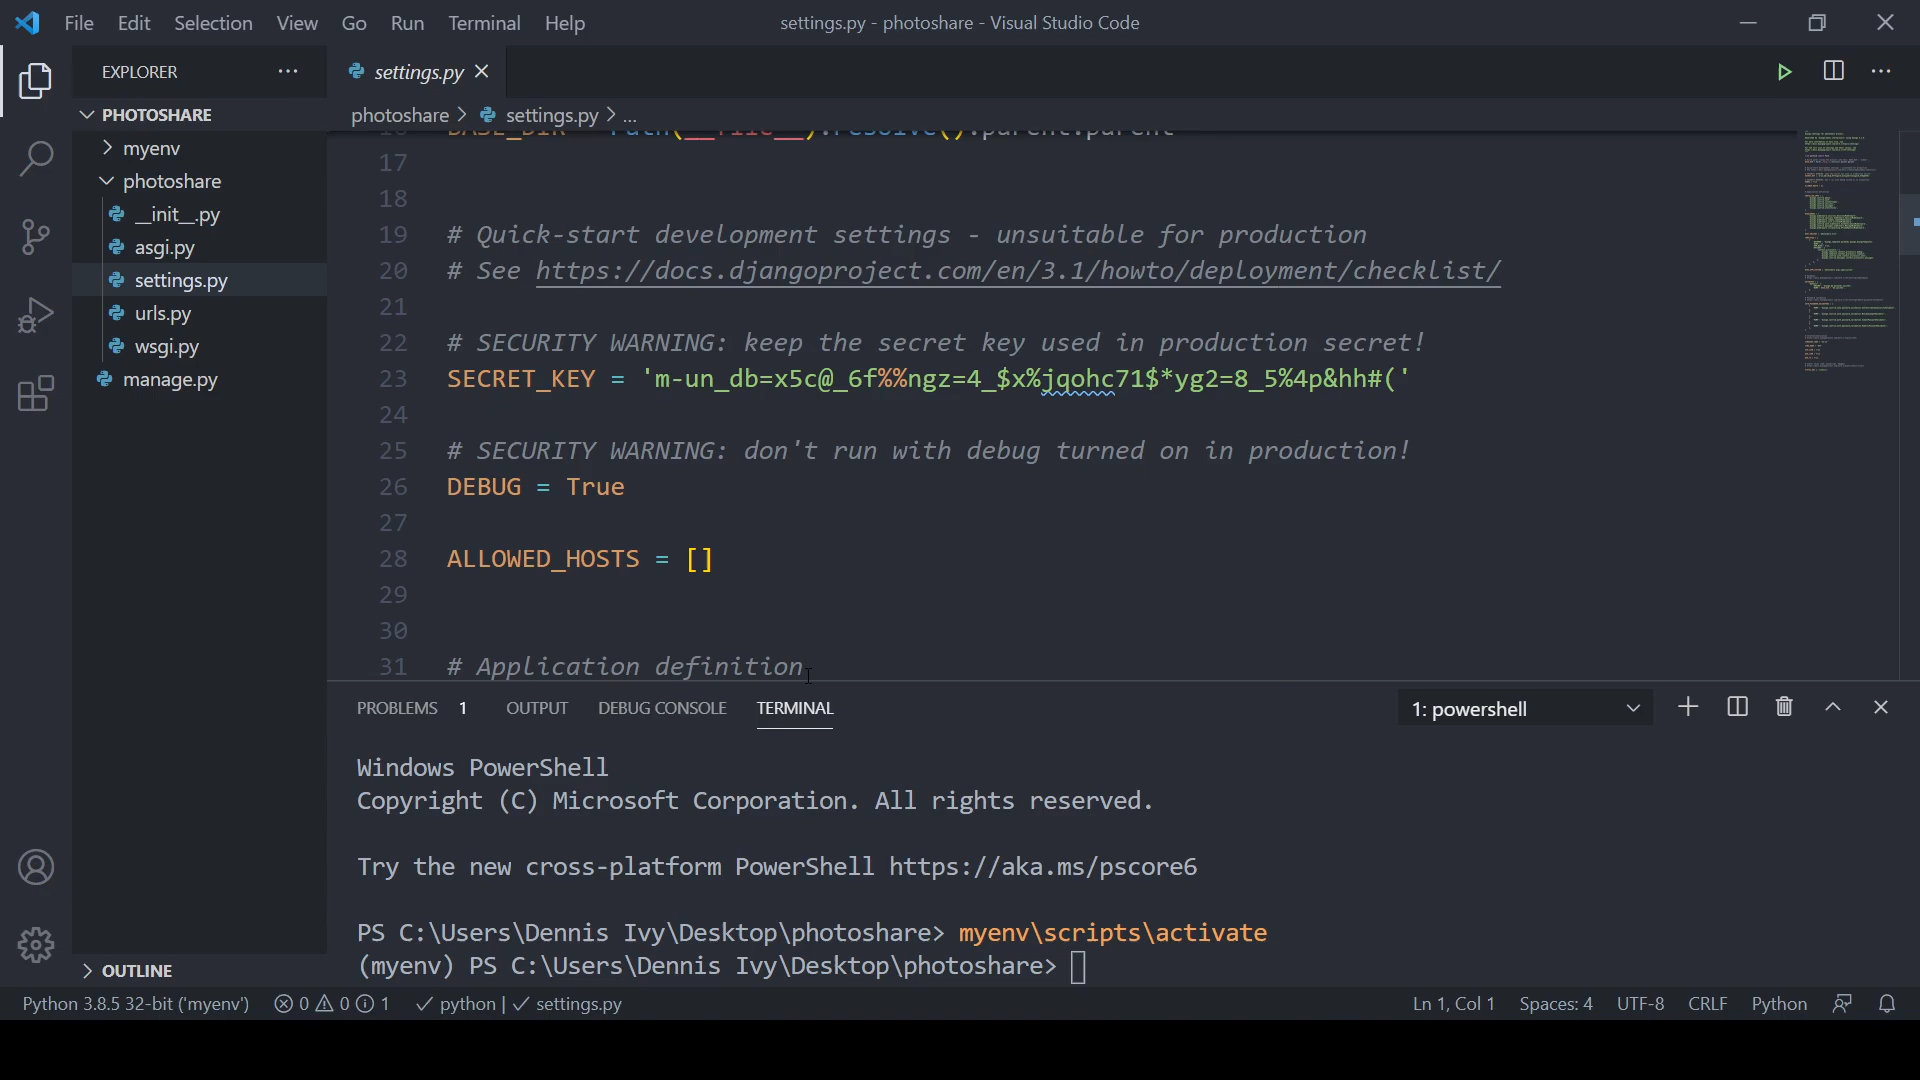 File Edit Selection View Go Run Terminal Help settings.py - photoshare - Visual Studio Code
EXPLORER
settings.py
PHOTOSHARE
photoshare > settings.py > ...
myenv
photoshare
__init__.py
asgi.py
settings.py
urls.py
wsgi.py
manage.py
OUTLINE
16 BASE_DIR = Path(__file__).resolve().parent.parent
17
18
19 # Quick-start development settings - unsuitable for production
20 # See https://docs.djangoproject.com/en/3.1/howto/deployment/checklist/
21
22 # SECURITY WARNING: keep the secret key used in production secret!
23 SECRET_KEY = 'm-un_db=x5c@_6f%%ngz=4_$x%jqohc71$*yg2=8_5%4p&hh#('
24
25 # SECURITY WARNING: don't run with debug turned on in production!
26 DEBUG = True
27
28 ALLOWED_HOSTS = []
29
30
31 # Application definition
PROBLEMS 1 OUTPUT DEBUG CONSOLE TERMINAL 1: powershell
Windows PowerShell
Copyright (C) Microsoft Corporation. All rights reserved.
Try the new cross-platform PowerShell https://aka.ms/pscore6
PS C:\Users\Dennis Ivy\Desktop\photoshare> myenv\scripts\activate
(myenv) PS C:\Users\Dennis Ivy\Desktop\photoshare>
Python 3.8.5 32-bit ('myenv') 0 0 1 python | settings.py Ln 1, Col 1 Spaces: 4 UTF-8 CRLF Python